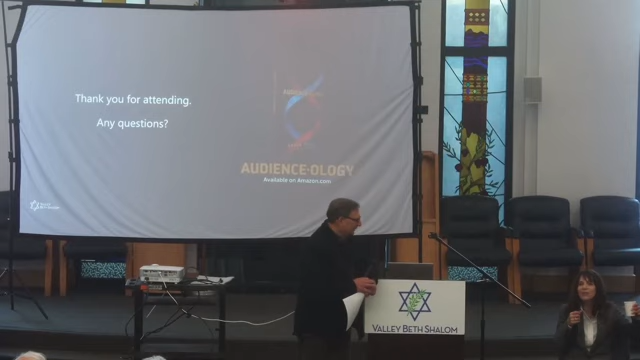 Thank you for attending.
Any questions?
AUDIENCE-OLOGY
Available on Amazon.com
VALLEY BETH SHALOM